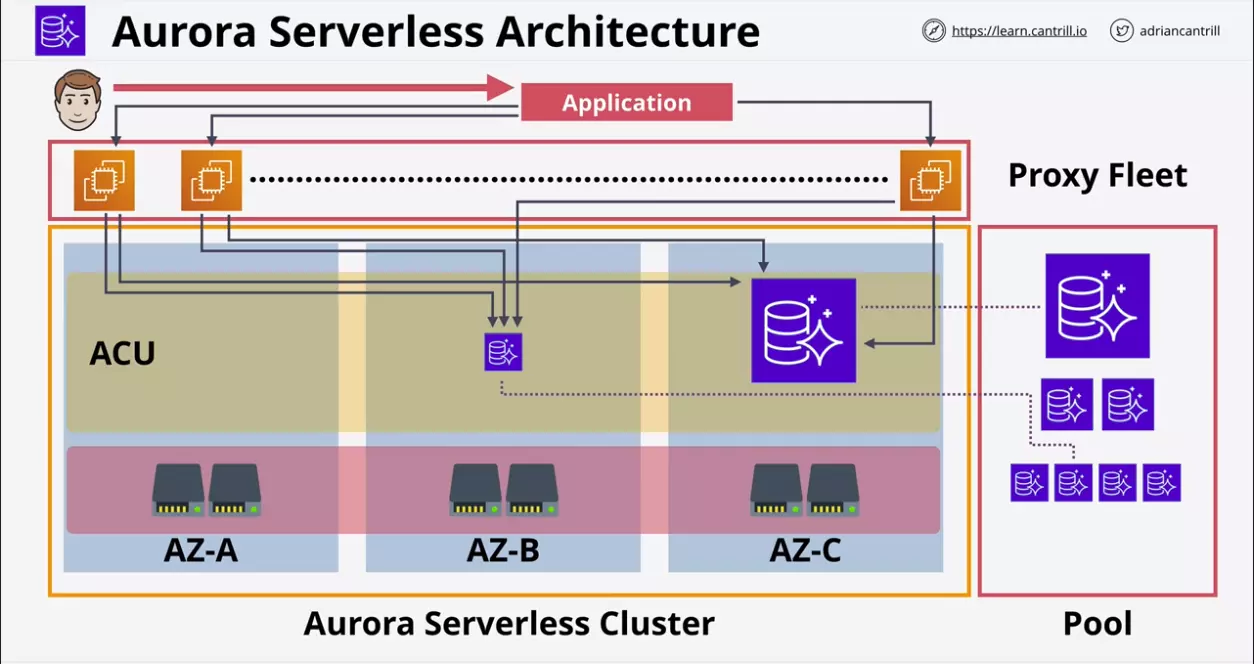 Aurora Serverless Architecture
https://learn.cantrill.io
adriancantrill
Application
Proxy Fleet
ACU
AZ-A
AZ-B
AZ-C
Aurora Serverless Cluster
Pool